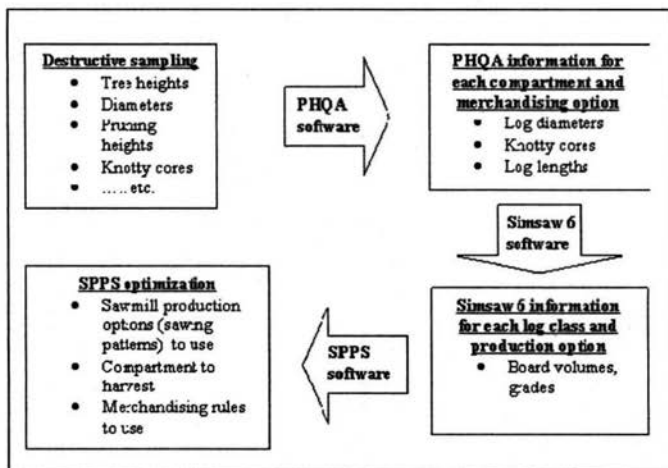 Destructive sampling
• Tree heights
• Diameters
• Pruning
heights
• Knotty cores
• ..... etc.
PHQA
software
PHQA information for
each compartment and
merchandising option
• Log diameters
• Knotty cores
• Log lengths
Simsaw 6
software
Simsaw 6 information
for each log class and
production option
• Board volumes,
grades
SPPS
software
SPPS optimization
• Sawmill production
options (sawing
patterns) to use
• Compartment to
harvest
• Merchandising rules
to use